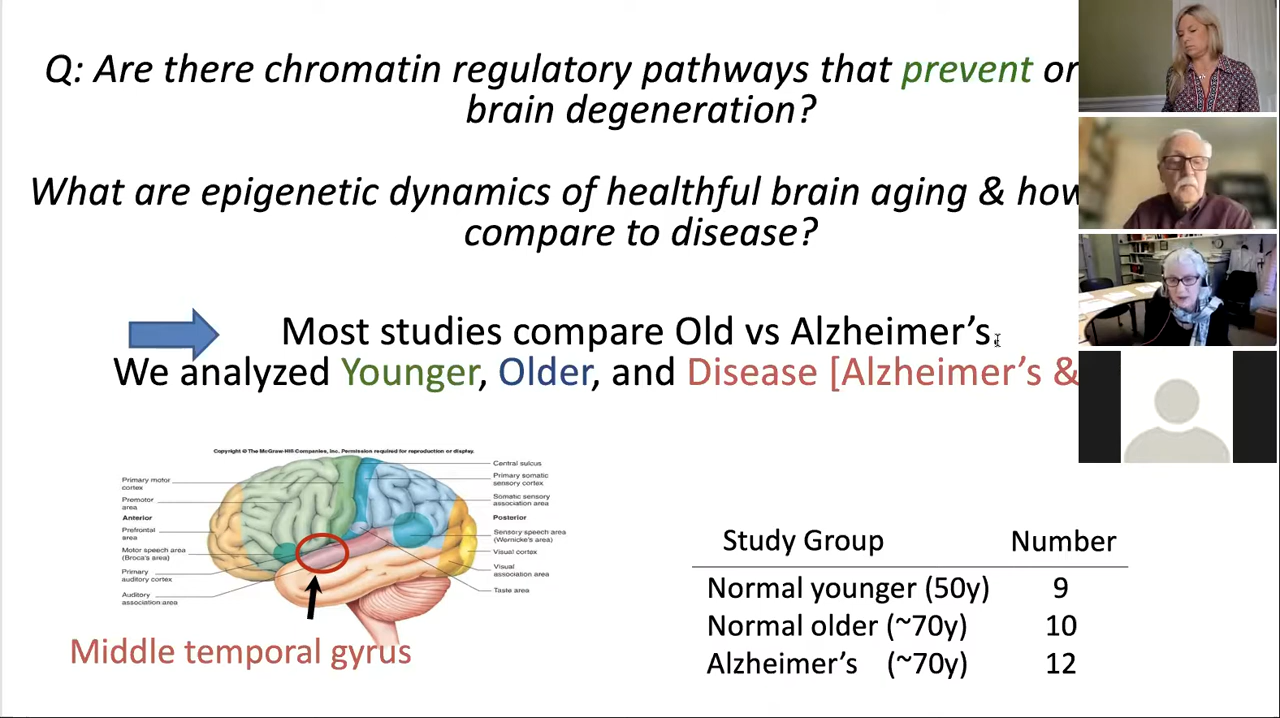 Q: Are there chromatin regulatory pathways that prevent or
brain degeneration?
What are epigenetic dynamics of healthful brain aging & how
compare to disease?
Most studies compare Old vs Alzheimer's.
We analyzed Younger, Older, and Disease [Alzheimer's &
Copyright © The McGraw-Hill Companies, Inc. Permission required for reproduction or display.
Primary motor
cortex
Premotor
area
Anterior
Prefrontal
area
Motor speech area
(Broca's area)
Primary
auditory cortex
Auditory
association area
Central sulcus
Primary somatic
sensory cortex
Somatic sensory
association area
Posterior
Sensory speech area
(Wernicke's area)
Visual cortex
Visual
association area
Taste area
Middle temporal gyrus
Study Group Number
Normal younger (50y) 9
Normal older (~70y) 10
Alzheimer's (~70y) 12